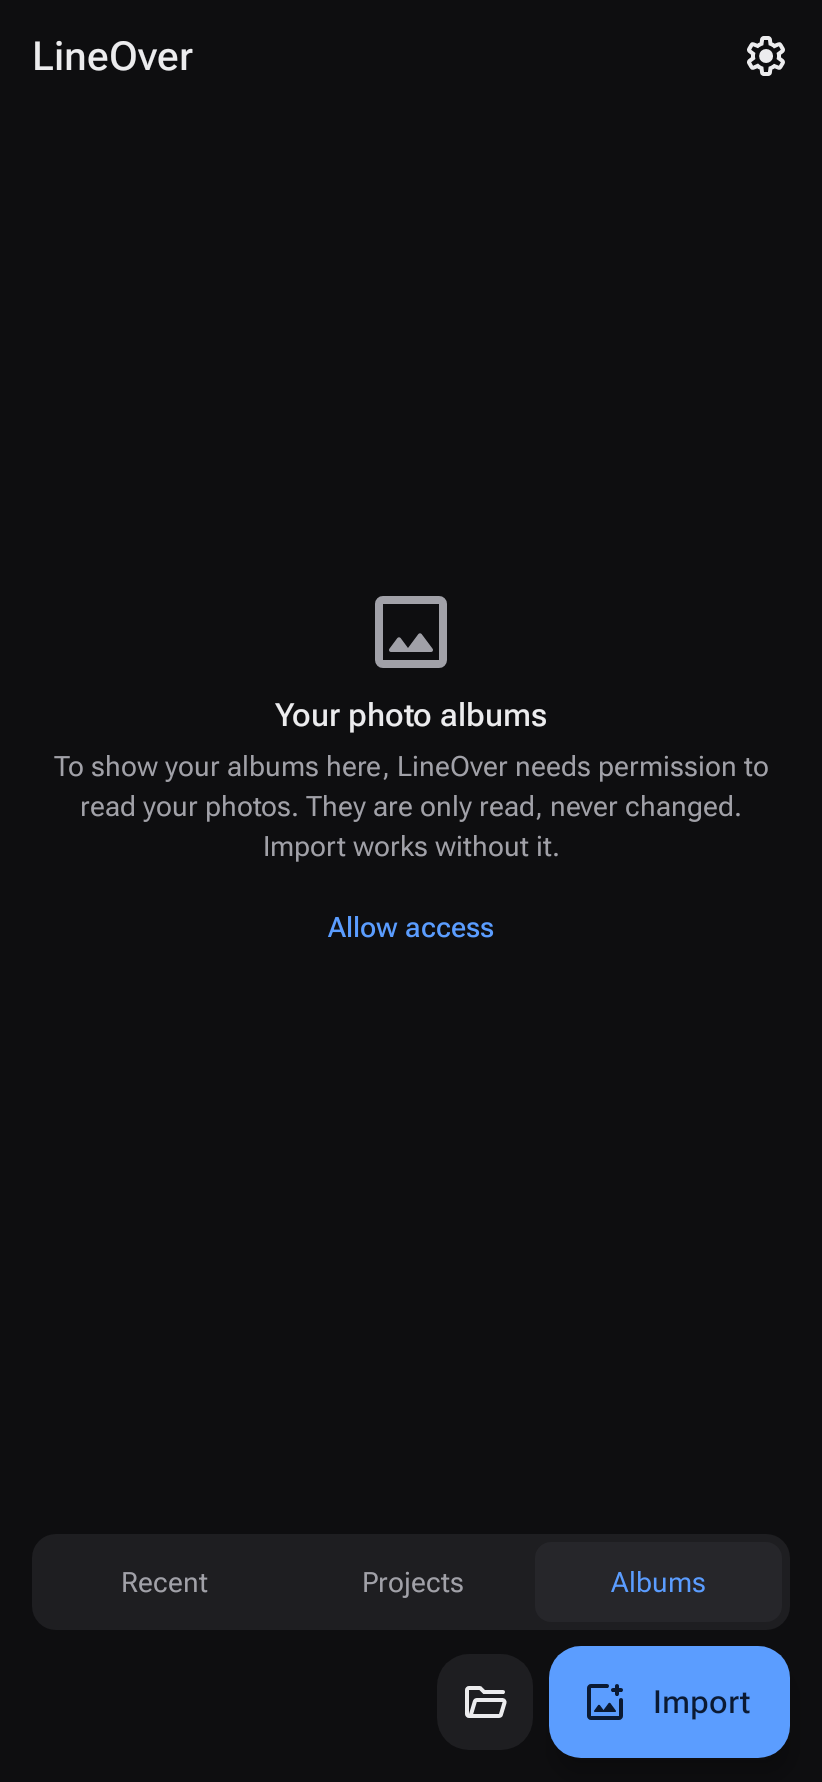 LineOver
Your photo albums
To show your albums here, LineOver needs permission to
read your photos. They are only read, never changed.
Import works without it.
Allow access
Recent
Projects
Albums
Import